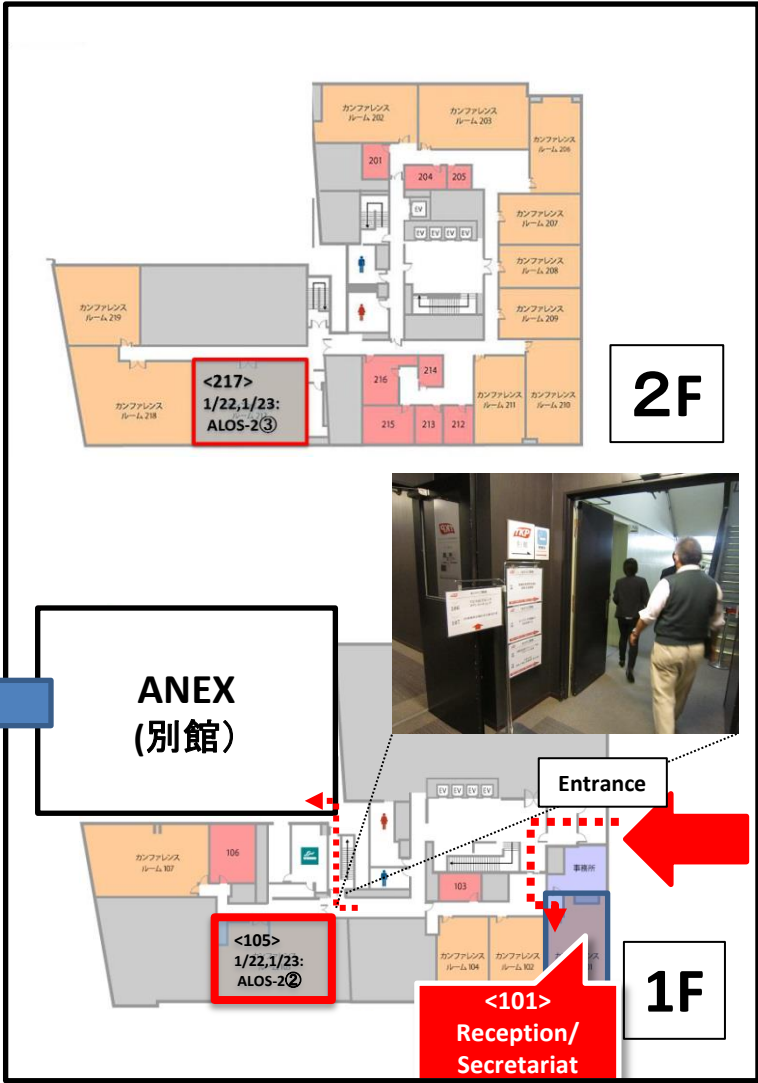 カンファレンス
ルーム 202
カンファレンス
ルーム 203
カンファレンス
ルーム 206
201
204
205
EV
カンファレンス
ルーム 207
EV EV EV EV
カンファレンス
ルーム 208
カンファレンス
ルーム 219
カンファレンス
ルーム 209
<217>
1/22,1/23:
ALOS-2③
216
214
カンファレンス
ルーム 218
カンファレンス
ルーム 211
カンファレンス
ルーム 210
215
213
212
2F
TKP
106
107
ANEX
(別館)
Entrance
EV EV EV EV
カンファレンス
ルーム 107
106
事務所
103
<105>
1/22,1/23:
ALOS-2②
カンファレンス
ルーム 104
カンファレンス
ルーム 102
1F
<101>
Reception/
Secretariat